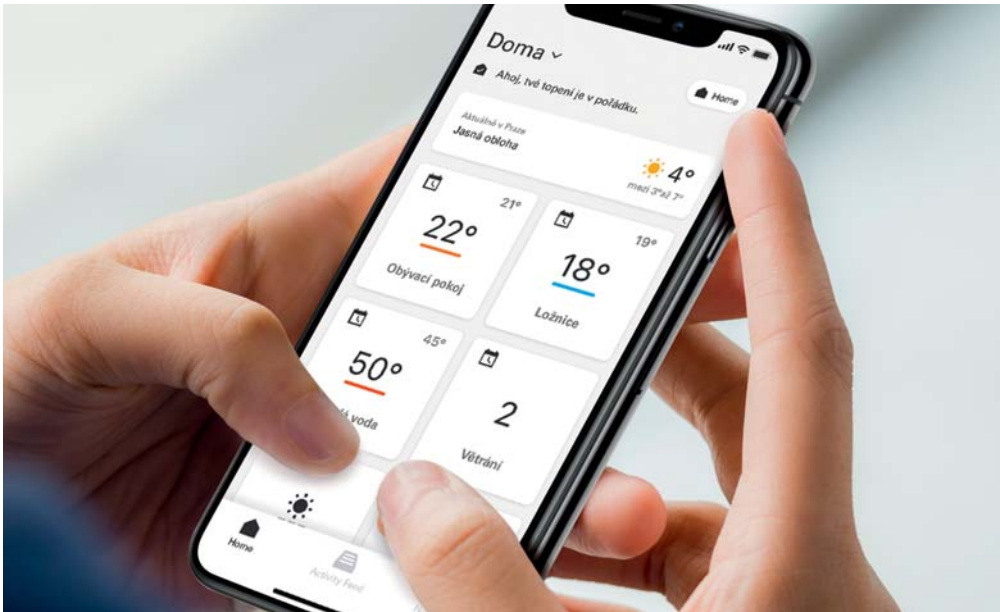 Doma
Ahoj, tvé topení je v pořádku.
Home
Aktuálně v Praze
Jasná obloha
4°
mezi 3° až 7°
21°
22°
Obývací pokoj
19°
18°
Ložnice
45°
50°
voda
2
Větrání
Home
Activity Feed